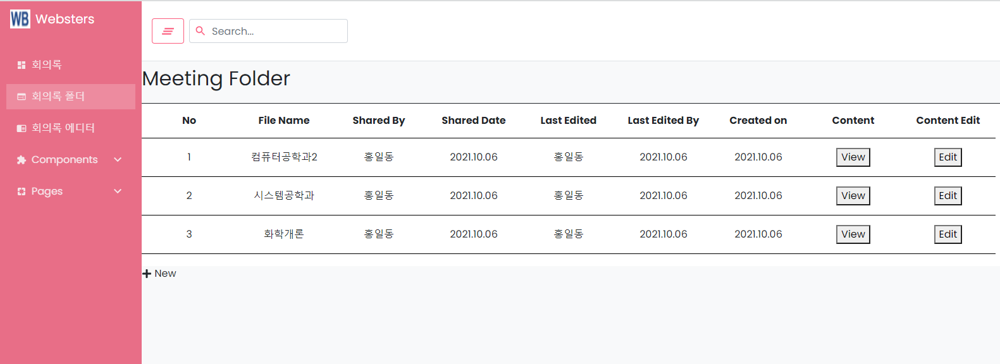 WB Websters
Search...
회의록
회의록 폴더
회의록 에디터
Components
Pages
Meeting Folder
No File Name Shared By Shared Date Last Edited Last Edited By Created on Content Content Edit
1 컴퓨터공학과2 홍일동 2021.10.06 홍일동 2021.10.06 2021.10.06 View Edit
2 시스템공학과 홍일동 2021.10.06 홍일동 2021.10.06 2021.10.06 View Edit
3 화학개론 홍일동 2021.10.06 홍일동 2021.10.06 2021.10.06 View Edit
New